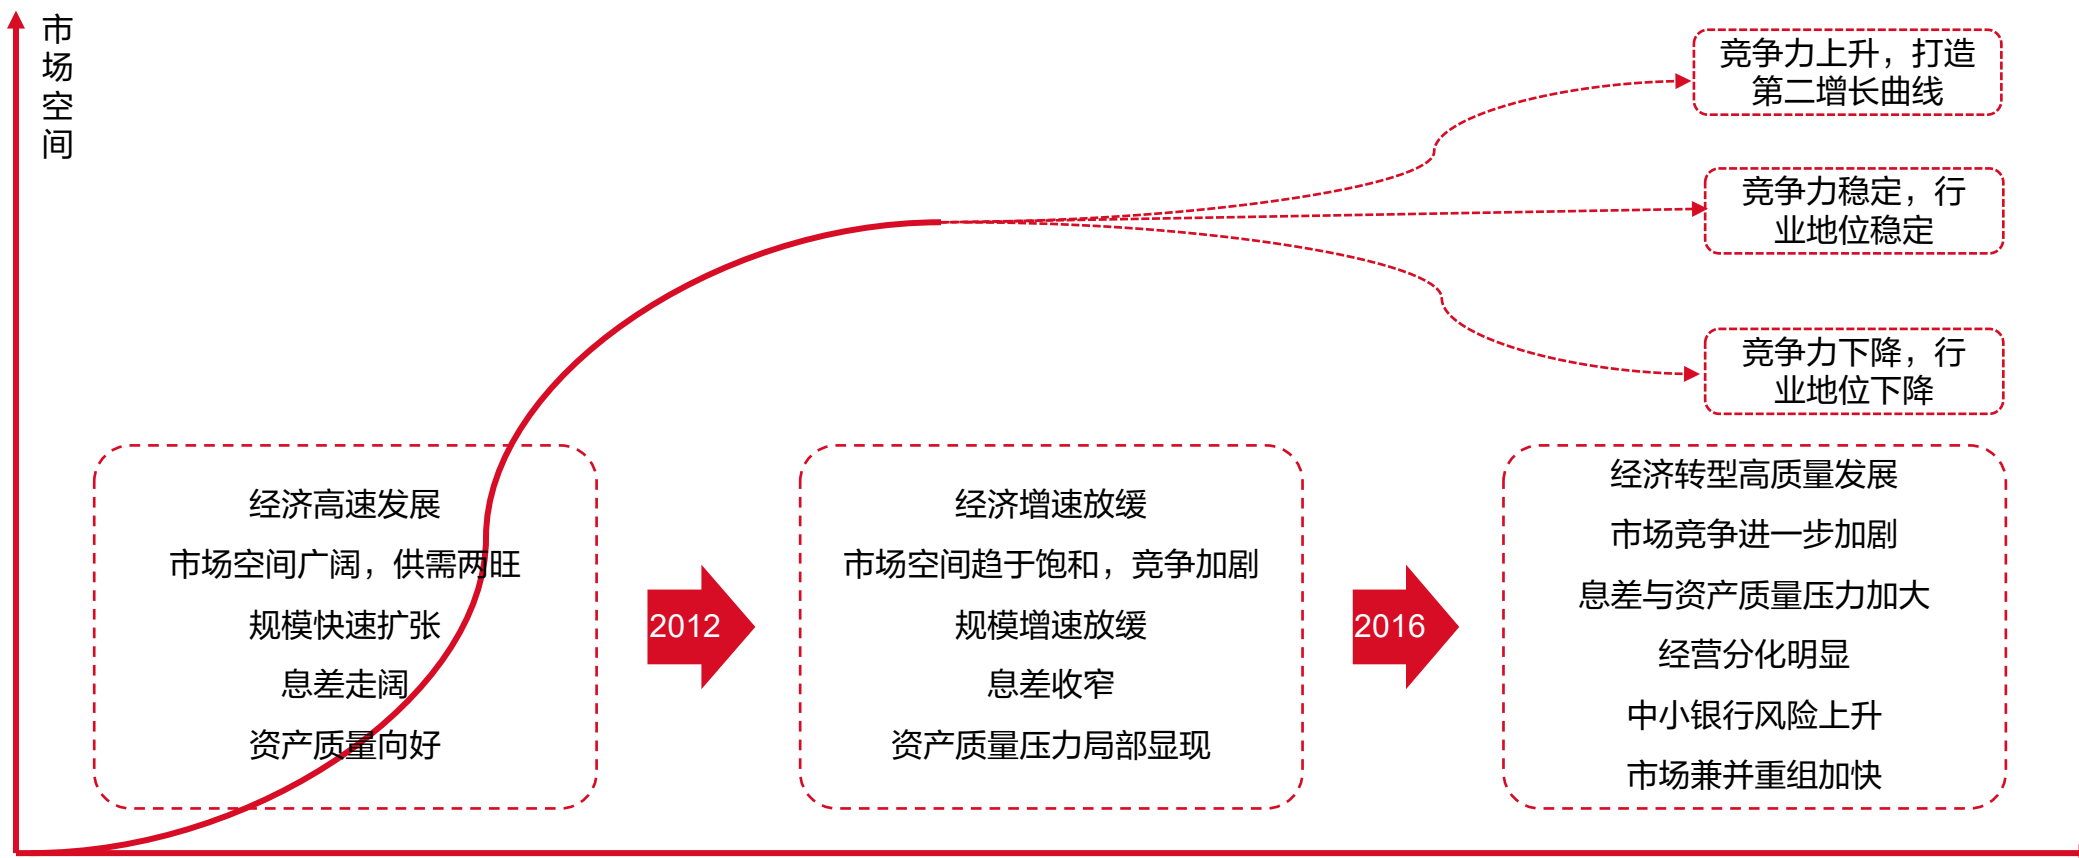 市
场
空
间
竞争力上升，打造
第二增长曲线
竞争力稳定，行
业地位稳定
竞争力下降，行
业地位下降
经济高速发展
市场空间广阔，供需两旺
规模快速扩张
息差走阔
资产质量向好
2012
经济增速放缓
市场空间趋于饱和，竞争加剧
规模增速放缓
息差收窄
资产质量压力局部显现
2016
经济转型高质量发展
市场竞争进一步加剧
息差与资产质量压力加大
经营分化明显
中小银行风险上升
市场兼并重组加快